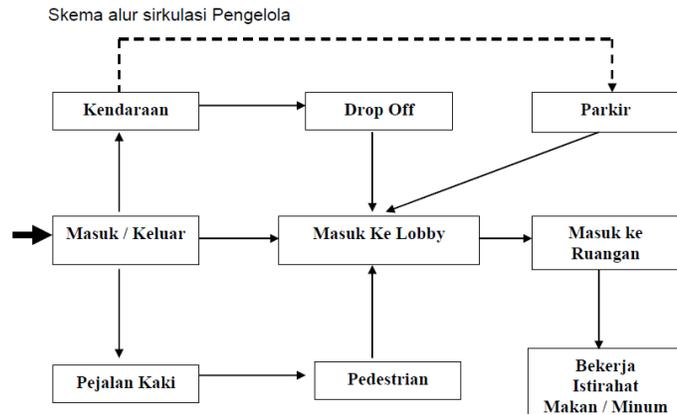 Skema alur sirkulasi Pengelola
Kendaraan
Drop Off
Parkir
Masuk / Keluar
Masuk Ke Lobby
Masuk ke
Ruangan
Pejalan Kaki
Pedestrian
Bekerja
Istirahat
Makan / Minum